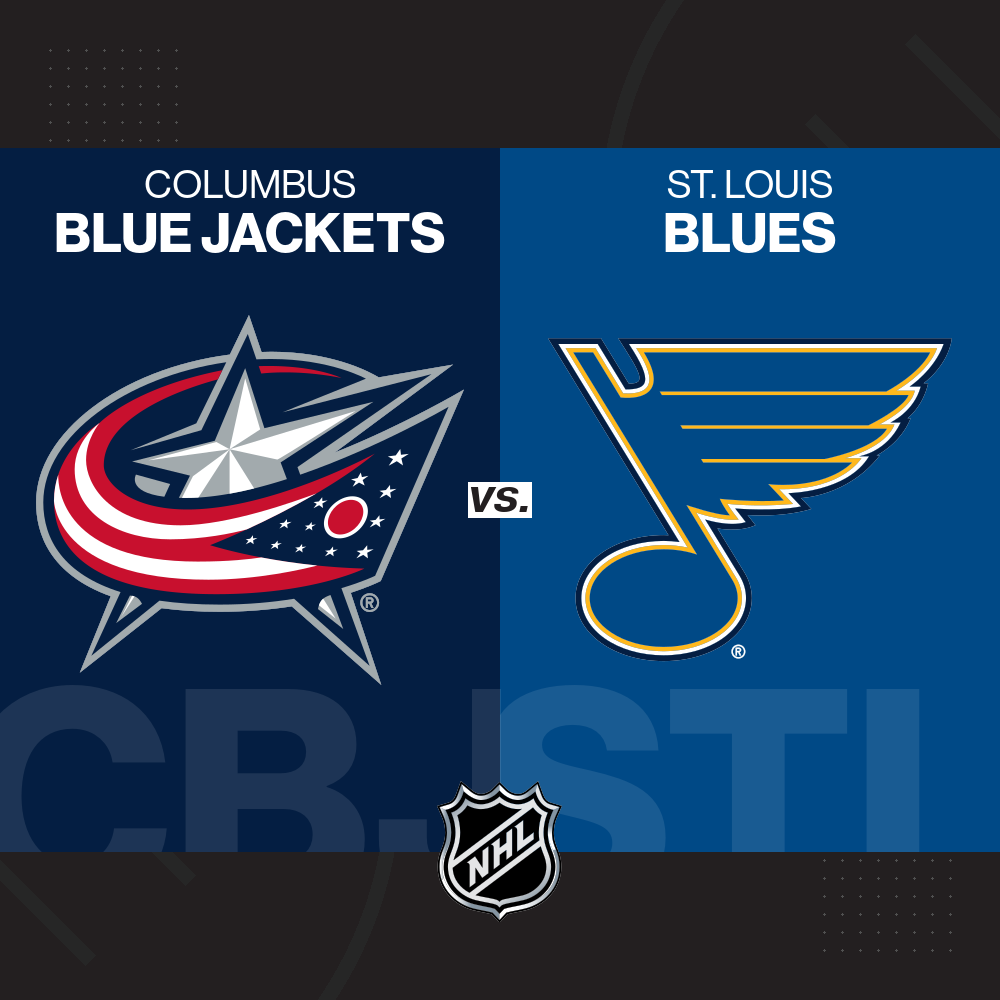 COLUMBUS
BLUE JACKETS
ST. LOUIS
BLUES
vs.
®
®
CBJ
STL
NHL